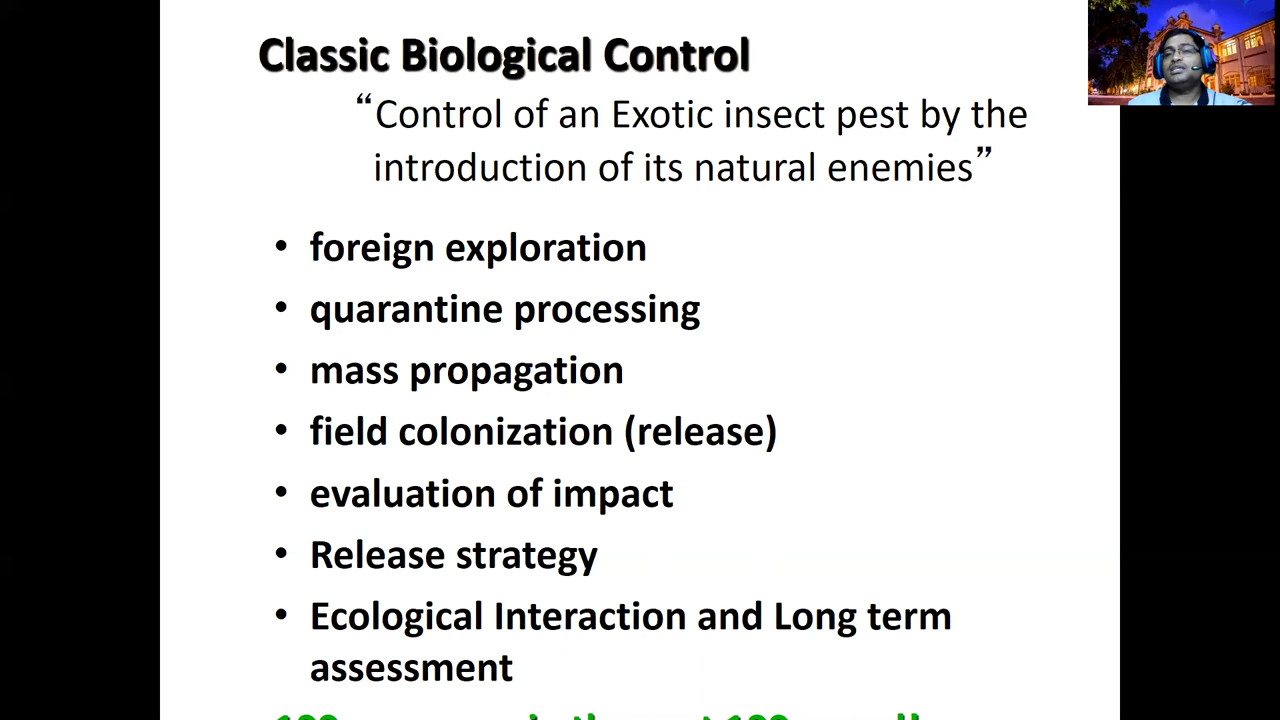 Classic Biological Control
“Control of an Exotic insect pest by the
introduction of its natural enemies”
• foreign exploration
• quarantine processing
• mass propagation
• field colonization (release)
• evaluation of impact
• Release strategy
• Ecological Interaction and Long term
assessment